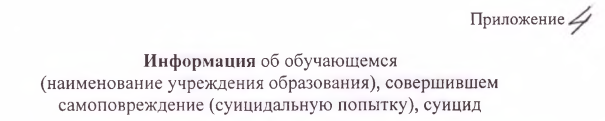 Приложение 4
Информация об обучающемся
(наименование учреждения образования), совершившем
самоповреждение (суицидальную попытку), суицид